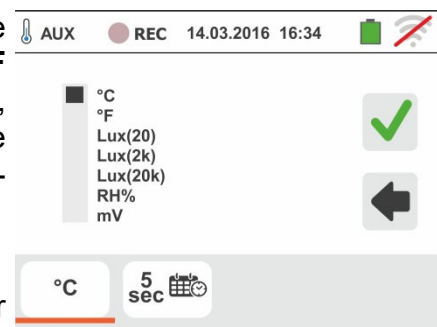 AUX REC 14.03.2016 16:34
°C
°F
Lux(20)
Lux(2k)
Lux(20k)
RH%
mV
°C 5 sec